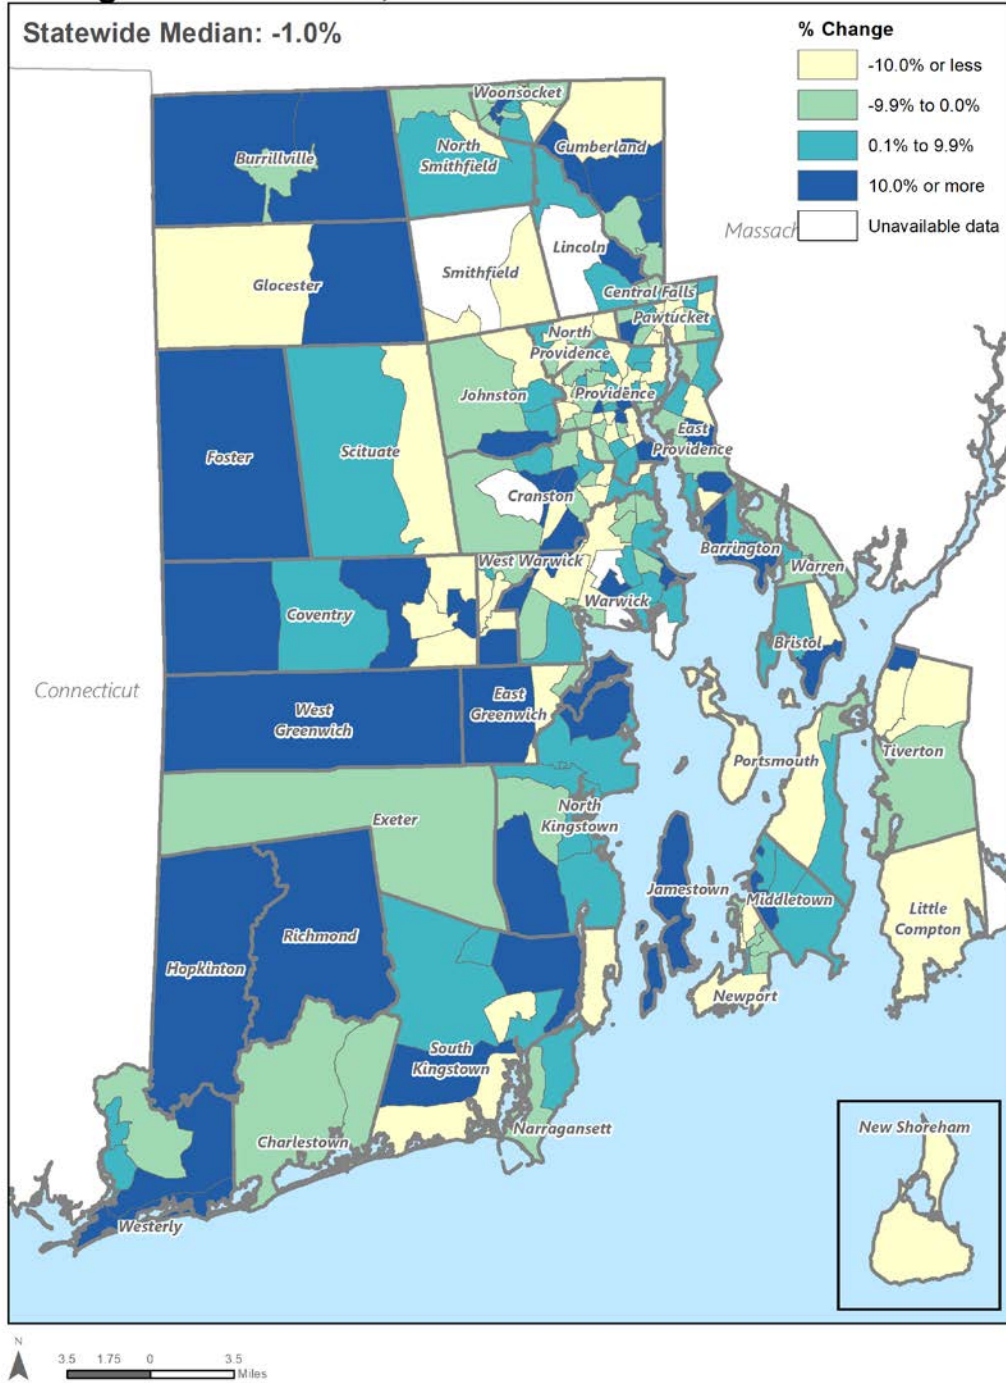 Statewide Median: -1.0%
% Change
-10.0% or less
-9.9% to 0.0%
0.1% to 9.9%
10.0% or more
Unavailable data
Woonsocket
Burrillville
North
Smithfield
Cumberland
Massach
Glocester
Smithfield
Lincoln
Central Falls
Pawtucket
North
Providence
Johnston
Providence
East
Providence
Foster
Scituate
Cranston
Barrington
West Warwick
Warren
Coventry
Warwick
Bristol
Connecticut
West
Greenwich
East
Greenwich
Portsmouth
Tiverton
Exeter
North
Kingstown
Jamestown
Middletown
Little
Compton
Richmond
Hopkinton
Newport
South
Kingstown
Charlestown
Narragansett
New Shoreham
Westerly
N
3.5 1.75 0 3.5
Miles